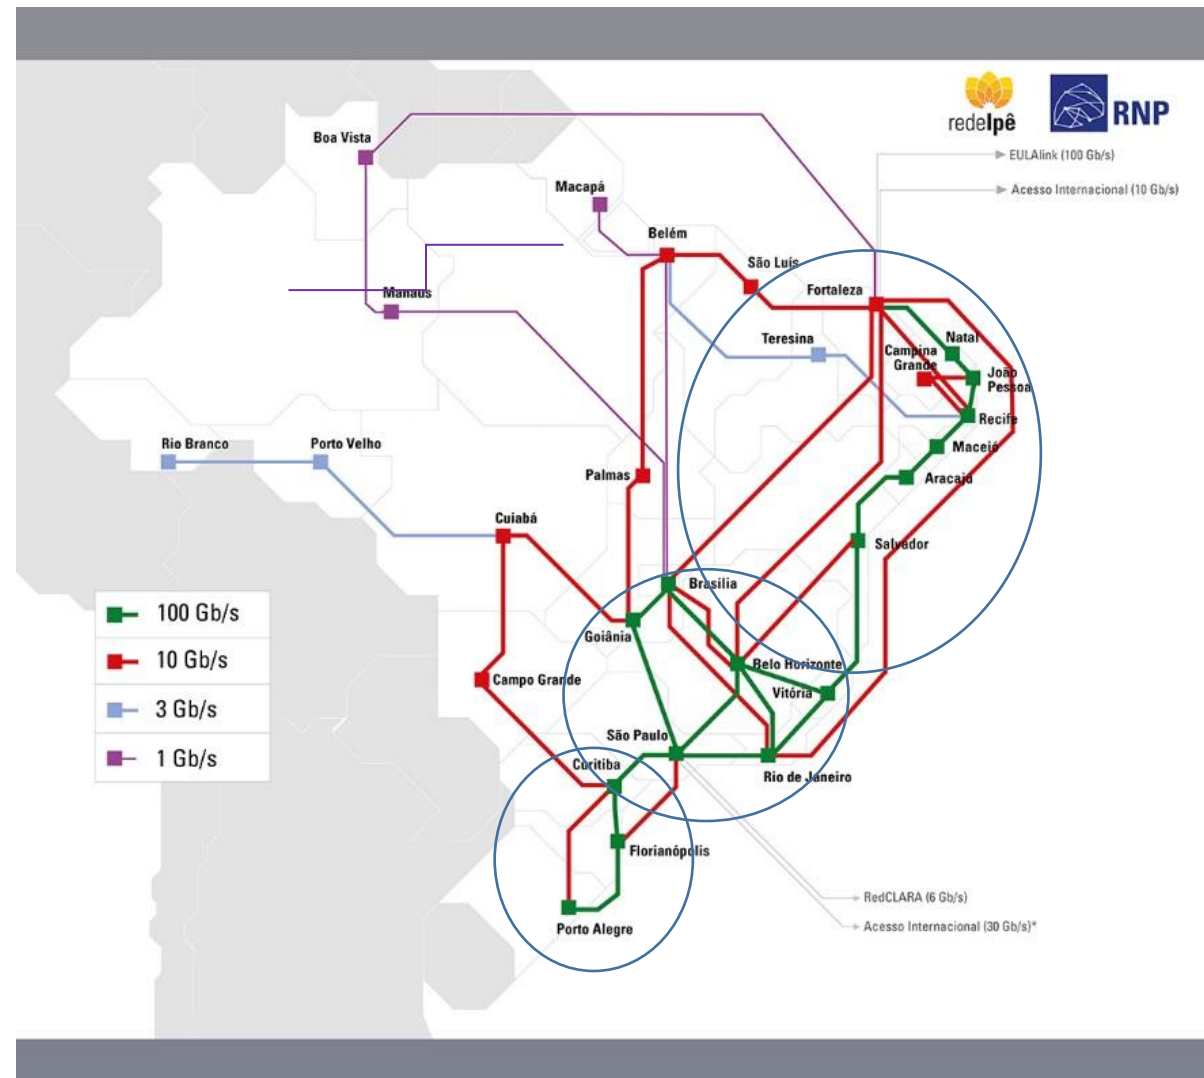 redeIpê
RNP
EULAlink (100 Gb/s)
Acesso Internacional (10 Gb/s)
Boa Vista
Macapá
Belém
São Luís
Fortaleza
Manaus
Teresina
Natal
Campina
Grande
João
Pessoa
Recife
Maceió
Aracajú
Rio Branco
Porto Velho
Palmas
Cuiabá
Salvador
Brasília
Goiânia
Belo Horizonte
Campo Grande
Vitória
São Paulo
Curitiba
Rio de Janeiro
Florianópolis
Porto Alegre
100 Gb/s
10 Gb/s
3 Gb/s
1 Gb/s
RedCLARA (6 Gb/s)
Acesso Internacional (30 Gb/s)*